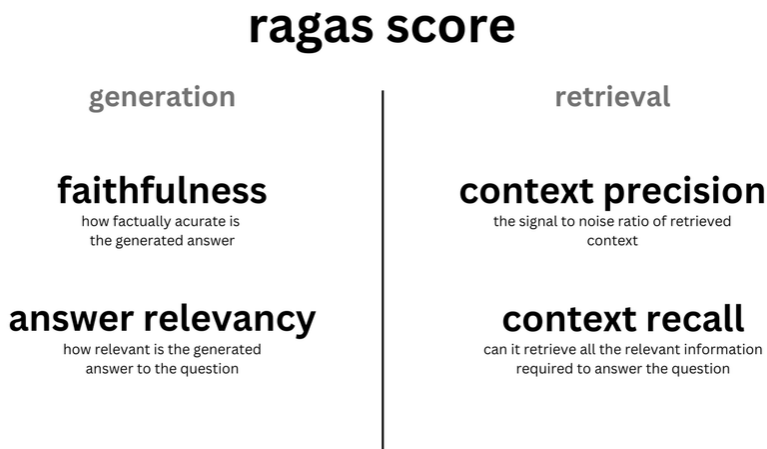 ragas score
generation
faithfulness
how factually acurate is
the generated answer
answer relevancy
how relevant is the generated
answer to the question
retrieval
context precision
the signal to noise ratio of retrieved
context
context recall
can it retrieve all the relevant information
required to answer the question